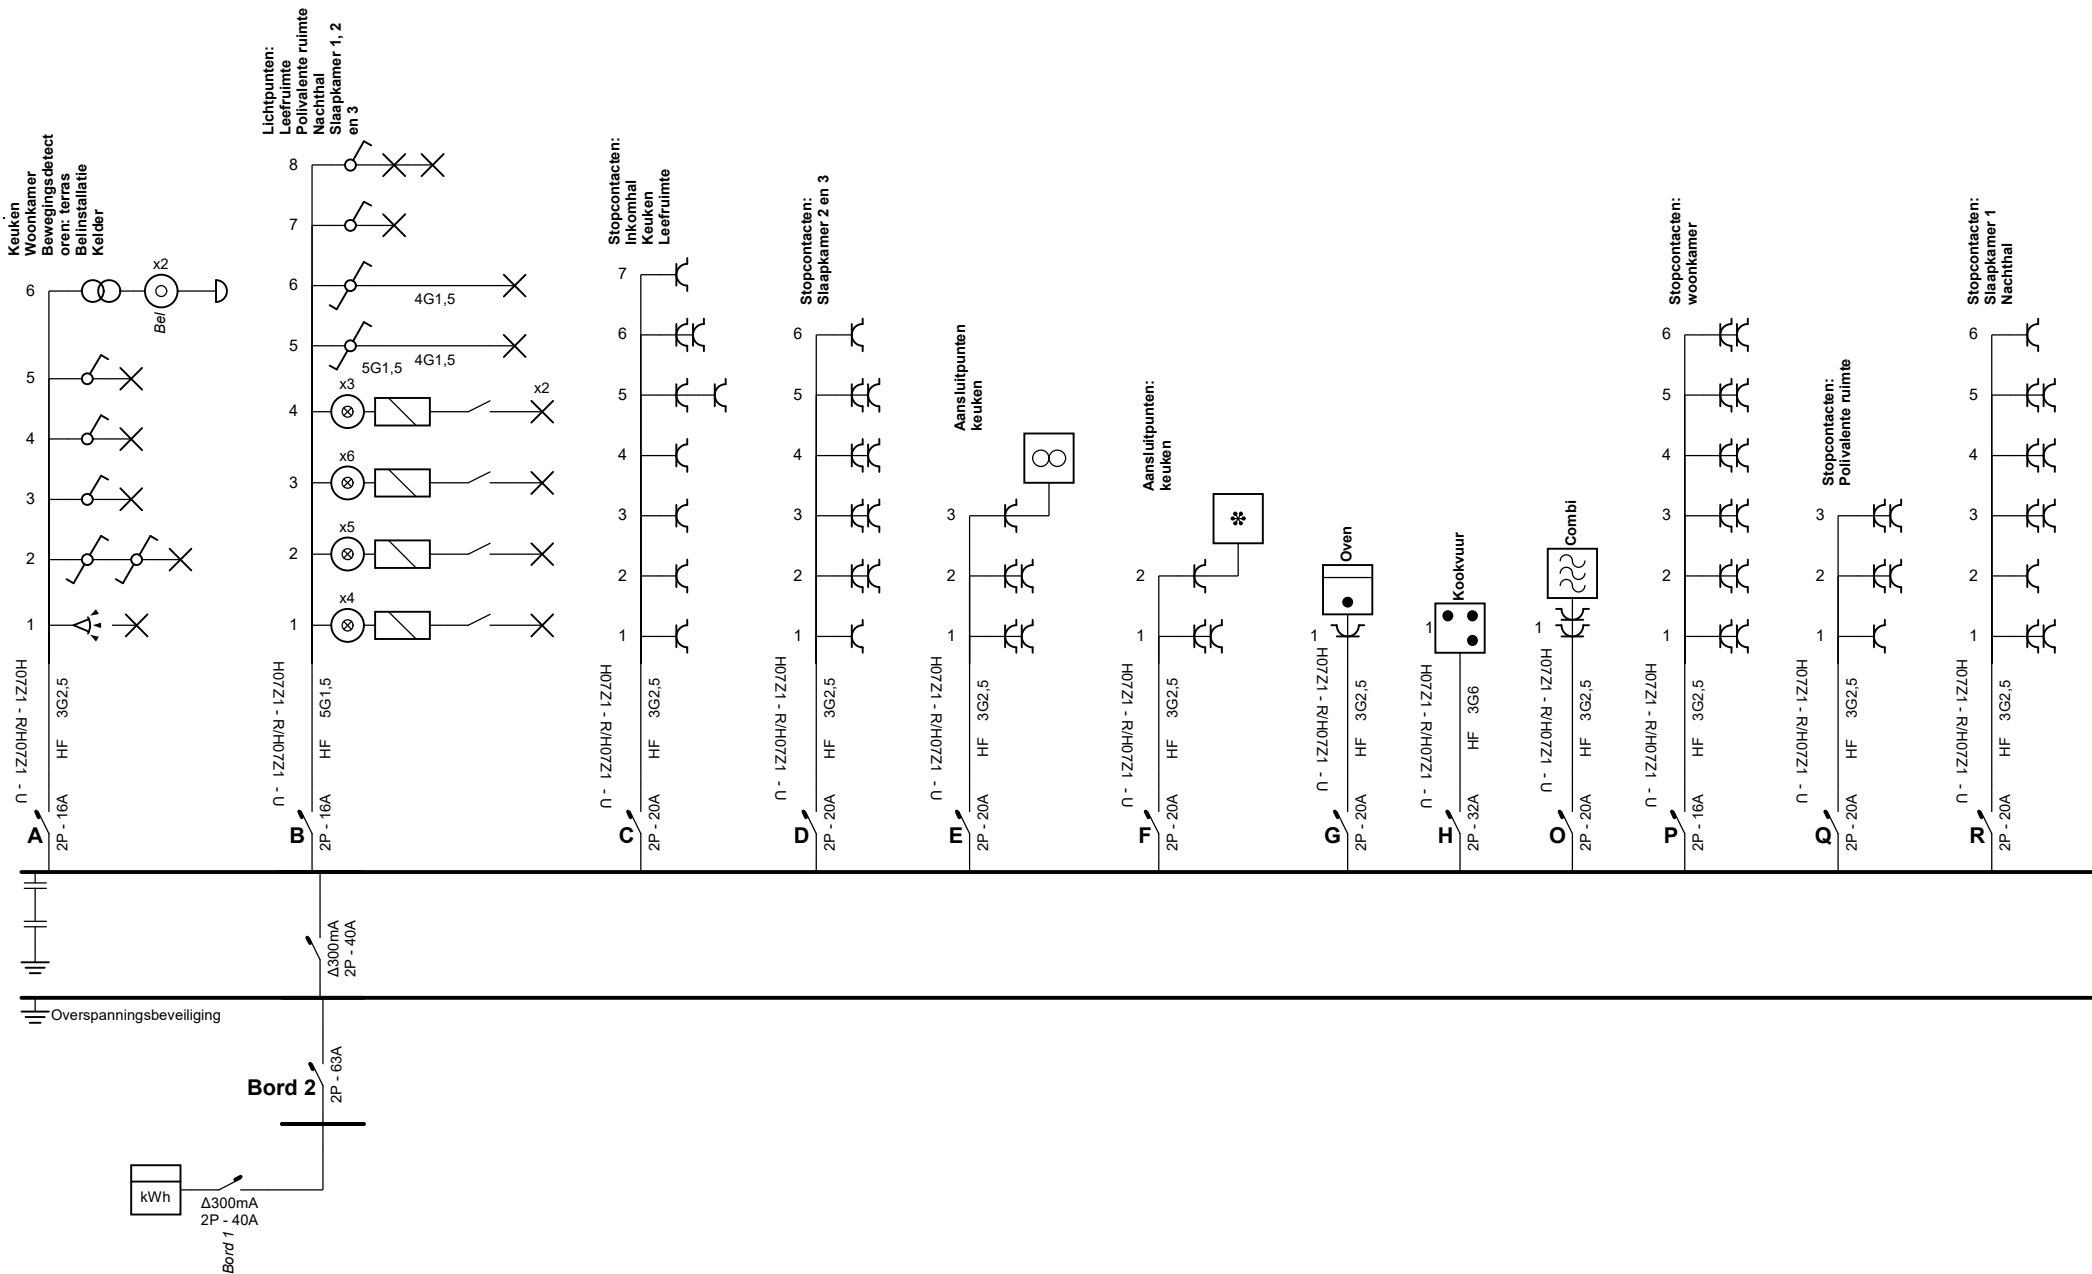 Keuken
Woonkamer
Bewegingsdetect
oren: terras
Belinstallatie
Kelder
6
x2
Bel
5
4
3
2
1
H07Z1 - R/H07Z1 - U
HF 3G2,5
A
2P - 16A
Lichtpunten:
Leefruimte
Polivalente ruimte
Nachthal
Slaapkamer 1, 2
en 3
8
7
6
4G1,5
5
5G1,5
4G1,5
x3
4
x2
x6
3
x5
2
x4
1
H07Z1 - R/H07Z1 - U
HF 5G1,5
B
2P - 16A
Stopcontacten:
Inkomhal
Keuken
Leefruimte
7
6
5
4
3
2
1
H07Z1 - R/H07Z1 - U
HF 3G2,5
C
2P - 20A
Stopcontacten:
Slaapkamer 2 en 3
6
5
4
3
2
1
H07Z1 - R/H07Z1 - U
HF 3G2,5
D
2P - 20A
Aansluitpunten
keuken
3
2
1
H07Z1 - R/H07Z1 - U
HF 3G2,5
E
2P - 20A
Aansluitpunten:
keuken
2
1
H07Z1 - R/H07Z1 - U
HF 3G2,5
F
2P - 20A
Oven
1
H07Z1 - R/H07Z1 - U
HF 3G2,5
G
2P - 20A
Kookvuur
1
H07Z1 - R/H07Z1 - U
HF 3G6
H
2P - 32A
Combi
1
H07Z1 - R/H07Z1 - U
HF 3G2,5
O
2P - 20A
Stopcontacten:
woonkamer
6
5
4
3
2
1
H07Z1 - R/H07Z1 - U
HF 3G2,5
P
2P - 16A
Stopcontacten:
Polivalente ruimte
3
2
1
H07Z1 - R/H07Z1 - U
HF 3G2,5
Q
2P - 20A
Stopcontacten:
Slaapkamer 1
Nachthal
6
5
4
3
2
1
H07Z1 - R/H07Z1 - U
HF 3G2,5
R
2P - 20A
Δ300mA
2P - 40A
Overspanningsbeveiliging
Bord 2
2P - 63A
kWh
Δ300mA
2P - 40A
Bord 1